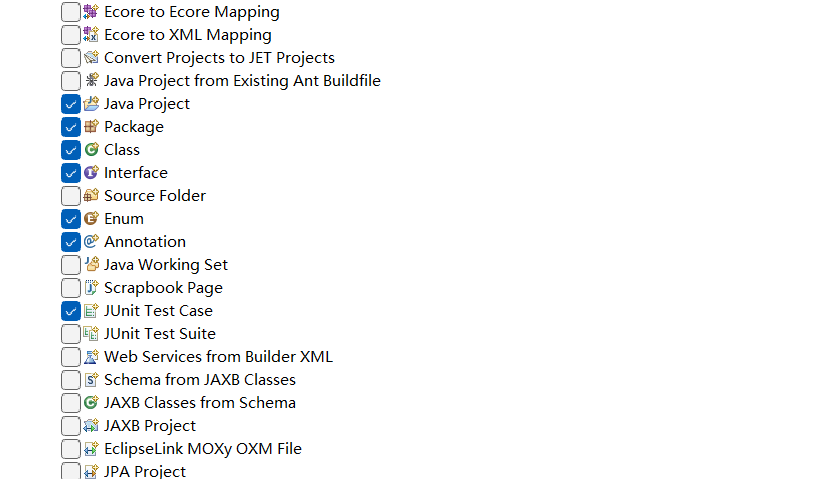 Ecore to Ecore Mapping
Ecore to XML Mapping
Convert Projects to JET Projects
Java Project from Existing Ant Buildfile
Java Project
Package
Class
Interface
Source Folder
Enum
Annotation
Java Working Set
Scrapbook Page
JUnit Test Case
JUnit Test Suite
Web Services from Builder XML
Schema from JAXB Classes
JAXB Classes from Schema
JAXB Project
EclipseLink MOXy OXM File
JPA Project